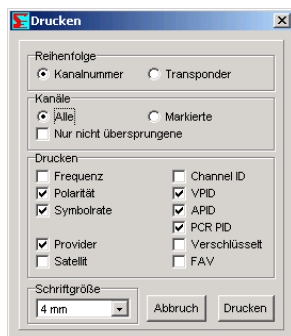 Drucken
Reihenfolge
Kanalnummer Transponder
Kanäle
Alle Markierte
Nur nicht übersprungene
Drucken
Frequenz Channel ID
Polarität VPID
Symbolrate APID
PCR PID
Provider Verschlüsselt
Satellit FAV
Schriftgröße
4 mm Abbruch Drucken